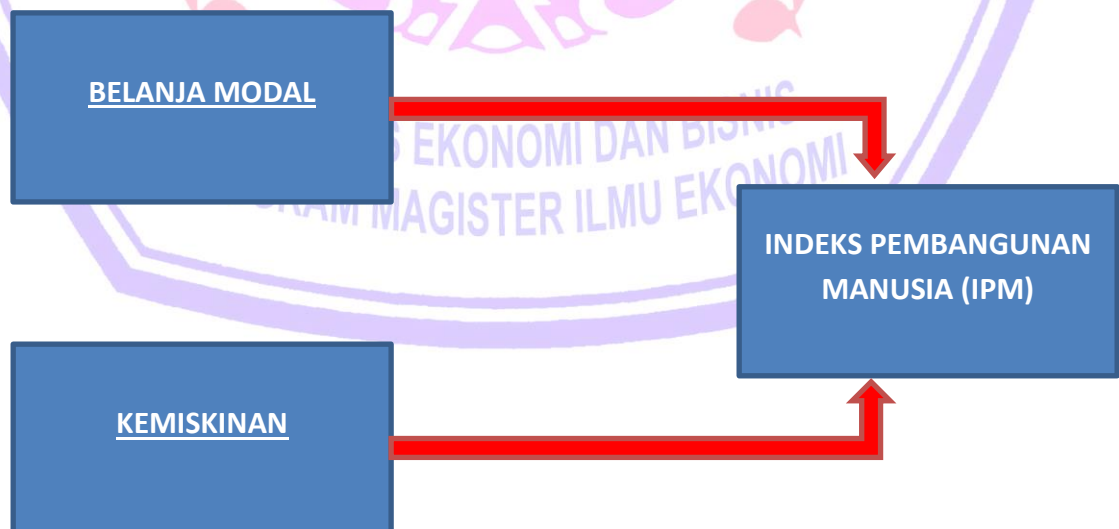 BELANJA MODAL
EKONOMI DAN BISNIS
MAGISTER ILMU EKONOMI
INDEKS PEMBANGUNAN
MANUSIA (IPM)
KEMISKINAN